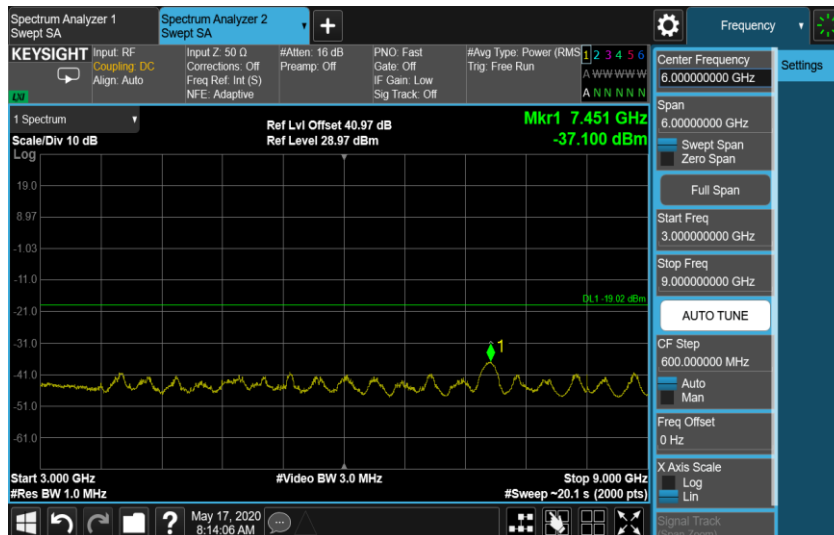 Spectrum Analyzer 1
Swept SA
Spectrum Analyzer 2
Swept SA
Frequency
KEYSIGHT
LXI
Input: RF
Coupling: DC
Align: Auto
Input Z: 50 Ω
Corrections: Off
Freq Ref: Int (S)
NFE: Adaptive
#Atten: 16 dB
Preamp: Off
PNO: Fast
Gate: Off
IF Gain: Low
Sig Track: Off
#Avg Type: Power (RMS
Trig: Free Run
1 2 3 4 5 6
A W W W W W
A N N N N N
1 Spectrum
Scale/Div 10 dB
Log
Ref Lvl Offset 40.97 dB
Ref Level 28.97 dBm
Mkr1 7.451 GHz
-37.100 dBm
19.0
8.97
-1.03
-11.0
-21.0
-31.0
-41.0
-51.0
-61.0
DL1 -19.02 dBm
1
Start 3.000 GHz
#Res BW 1.0 MHz
#Video BW 3.0 MHz
Stop 9.000 GHz
#Sweep ~20.1 s (2000 pts)
May 17, 2020
8:14:06 AM
Center Frequency
6.000000000 GHz
Span
6.00000000 GHz
Swept Span
Zero Span
Full Span
Start Freq
3.000000000 GHz
Stop Freq
9.000000000 GHz
AUTO TUNE
CF Step
600.000000 MHz
Auto
Man
Freq Offset
0 Hz
X Axis Scale
Log
Lin
Signal Track
(Span Zoom)
Settings